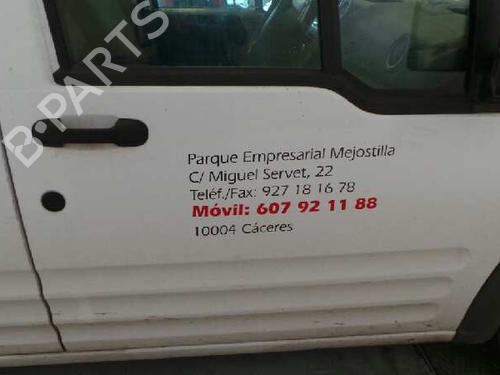 B-PARTS
Parque Empresarial Mejostilla
C/ Miguel Servet, 22
Teléf./Fax: 927 18 16 78
Móvil: 607 92 11 88
10004 Cáceres